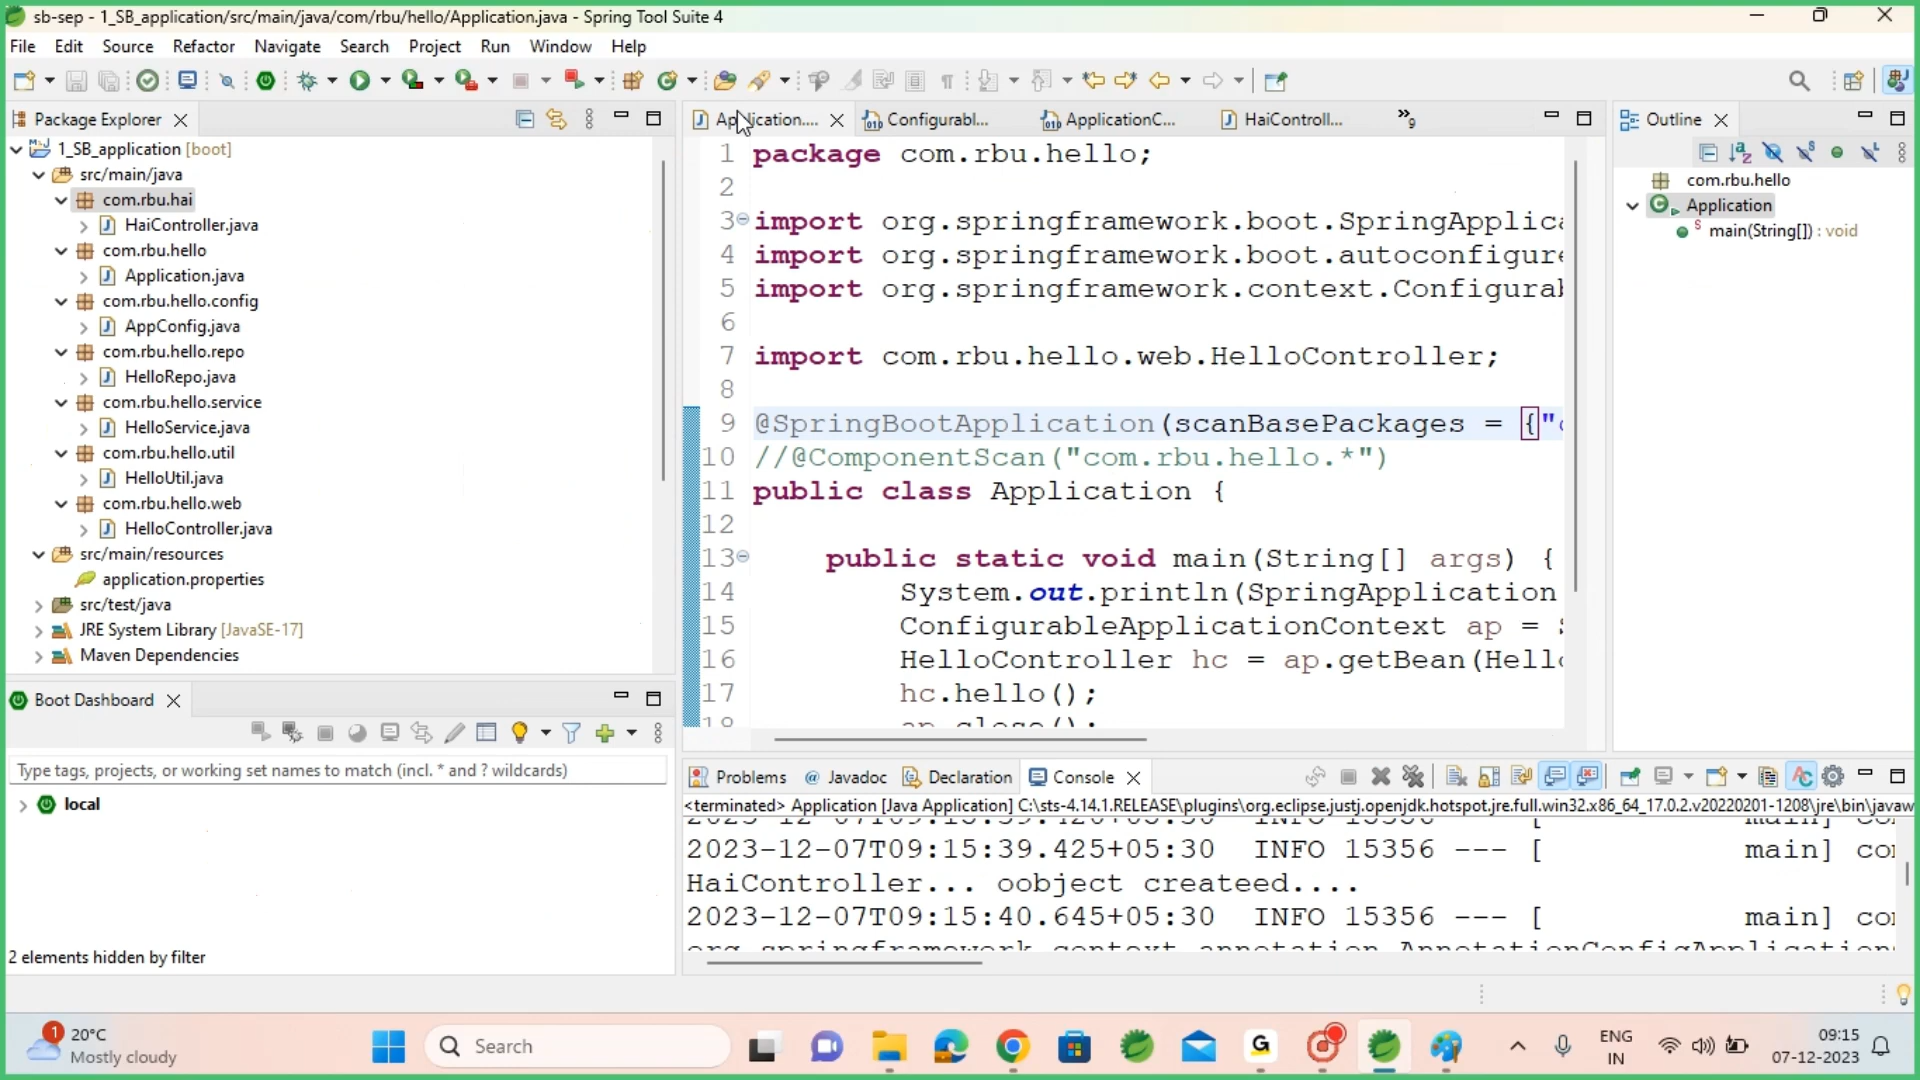 sb-sep - 1_SB_application/src/main/java/com/rbu/hello/Application.java - Spring Tool Suite 4
File Edit Source Refactor Navigate Search Project Run Window Help
Package Explorer
1_SB_application [boot]
src/main/java
com.rbu.hai
HaiController.java
com.rbu.hello
Application.java
com.rbu.hello.config
AppConfig.java
com.rbu.hello.repo
HelloRepo.java
com.rbu.hello.service
HelloService.java
com.rbu.hello.util
HelloUtil.java
com.rbu.hello.web
HelloController.java
src/main/resources
application.properties
src/test/java
JRE System Library [JavaSE-17]
Maven Dependencies
Boot Dashboard
Type tags, projects, or working set names to match (incl. * and ? wildcards)
local
2 elements hidden by filter
Application.... Configurabl... ApplicationC... HaiControll... »9
1 package com.rbu.hello;
2
3 import org.springframework.boot.SpringApplica
4 import org.springframework.boot.autoconfigure
5 import org.springframework.context.Configurab
6
7 import com.rbu.hello.web.HelloController;
8
9 @SpringBootApplication(scanBasePackages = {"c
10 //@ComponentScan("com.rbu.hello.*")
11 public class Application {
12
13 public static void main(String[] args) {
14 System.out.println(SpringApplication
15 ConfigurableApplicationContext ap = S
16 HelloController hc = ap.getBean(Hello
17 hc.hello();
18 ap.close();
Outline
com.rbu.hello
Application
main(String[]) : void
Problems Javadoc Declaration Console
<terminated> Application [Java Application] C:\sts-4.14.1.RELEASE\plugins\org.eclipse.justj.openjdk.hotspot.jre.full.win32.x86_64_17.0.2.v20220201-1208\jre\bin\javaw
2023-12-07T09:15:39.425+05:30 INFO 15356 --- [ main] co
HaiController... oobject createed....
2023-12-07T09:15:40.645+05:30 INFO 15356 --- [ main] co
org.springframework.context.annotation.AnnotationConfigApplication
1
20°C
Mostly cloudy
Search
ENG
IN
09:15
07-12-2023